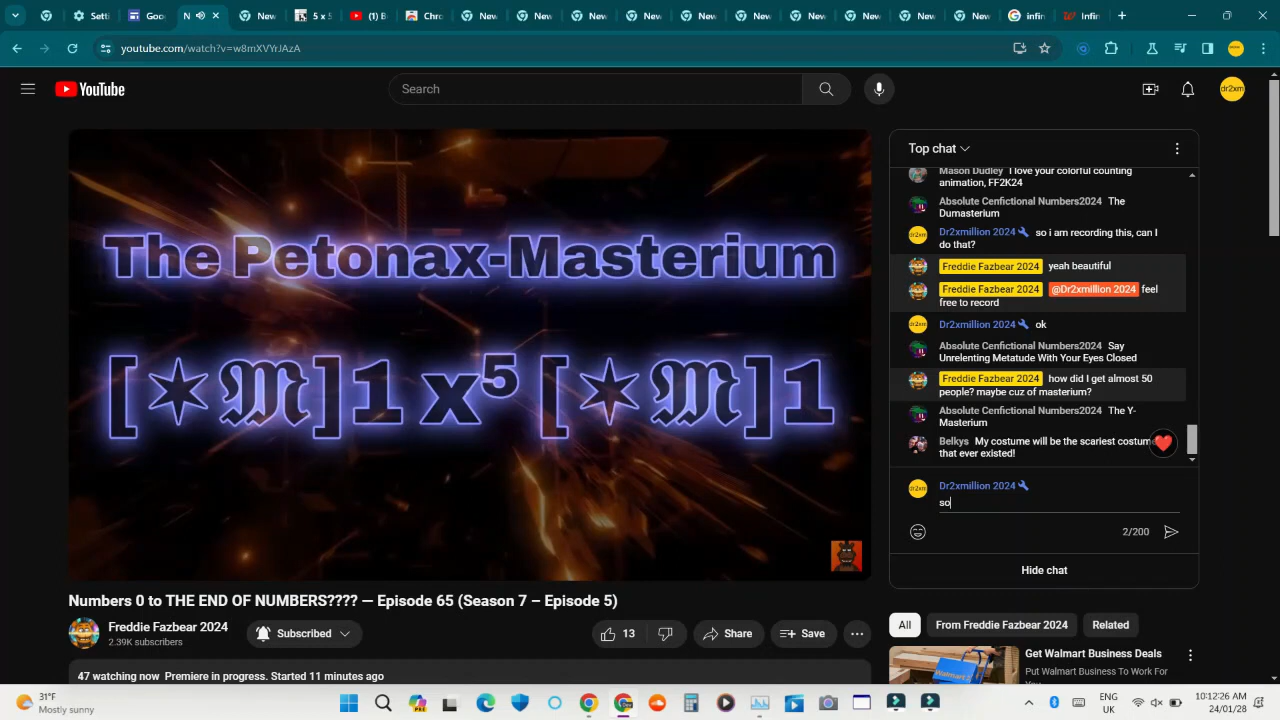 Setti
Goo
N
New
5 x 5
(1) B
Chro
New
New
New
New
New
New
New
New
New
New
infin
Infin
youtube.com/watch?v=w8mXVYrJAzA
dr2xm
YouTube
Search
dr2xm
The Petonax-Masterium
[✶𝔐]1 x⁵ [✶𝔐]1
Top chat
Mason Dudley I love your colorful counting
animation, FF2K24
Absolute Cenfictional Numbers2024 The
Dumasterium
Dr2xmillion 2024 so i am recording this, can I
do that?
Freddie Fazbear 2024 yeah beautiful
Freddie Fazbear 2024 @Dr2xmillion 2024 feel
free to record
Dr2xmillion 2024 ok
Absolute Cenfictional Numbers2024 Say
Unrelenting Metatude With Your Eyes Closed
Freddie Fazbear 2024 how did I get almost 50
people? maybe cuz of masterium?
Absolute Cenfictional Numbers2024 The Y-
Masterium
Belkys My costume will be the scariest costume
that ever existed!
Dr2xmillion 2024
so
2/200
Hide chat
Numbers 0 to THE END OF NUMBERS???? — Episode 65 (Season 7 – Episode 5)
Freddie Fazbear 2024
2.39K subscribers
Subscribed
13
Share
Save
47 watching now Premiere in progress. Started 11 minutes ago
All
From Freddie Fazbear 2024
Related
Get Walmart Business Deals
Put Walmart Business To Work For
31°F
Mostly sunny
PRE
ENG
UK
10:12:26 AM
24/01/28